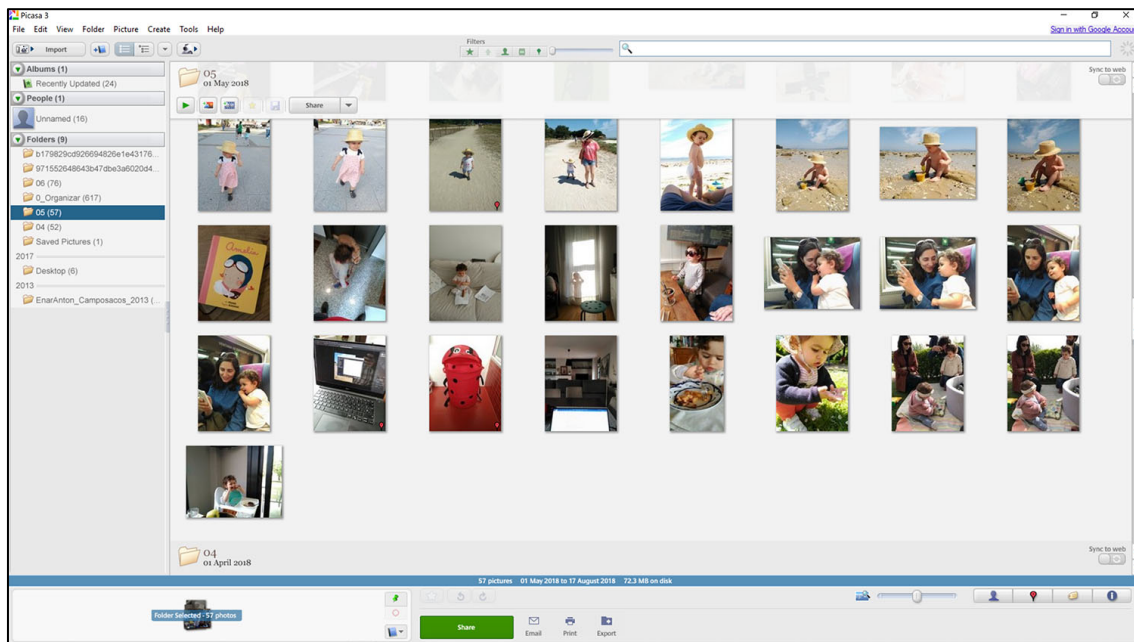 Picasa 3
File Edit View Folder Picture Create Tools Help
Sign in with Google Accou
Import
Filters
Albums (1)
Recently Updated (24)
People (1)
Unnamed (16)
Folders (9)
b179829cd926694826e1e43176...
971552648643b47dbe3a6020d4...
06 (76)
0_Organizar (617)
05 (57)
04 (52)
Saved Pictures (1)
2017
Desktop (6)
2013
EnarAnton_Camposacos_2013 (...
05
01 May 2018
Sync to web
Share
Amelia
04
01 April 2018
Sync to web
57 pictures 01 May 2018 to 17 August 2018 72.3 MB on disk
Folder Selected - 57 photos
Share
Email Print Export